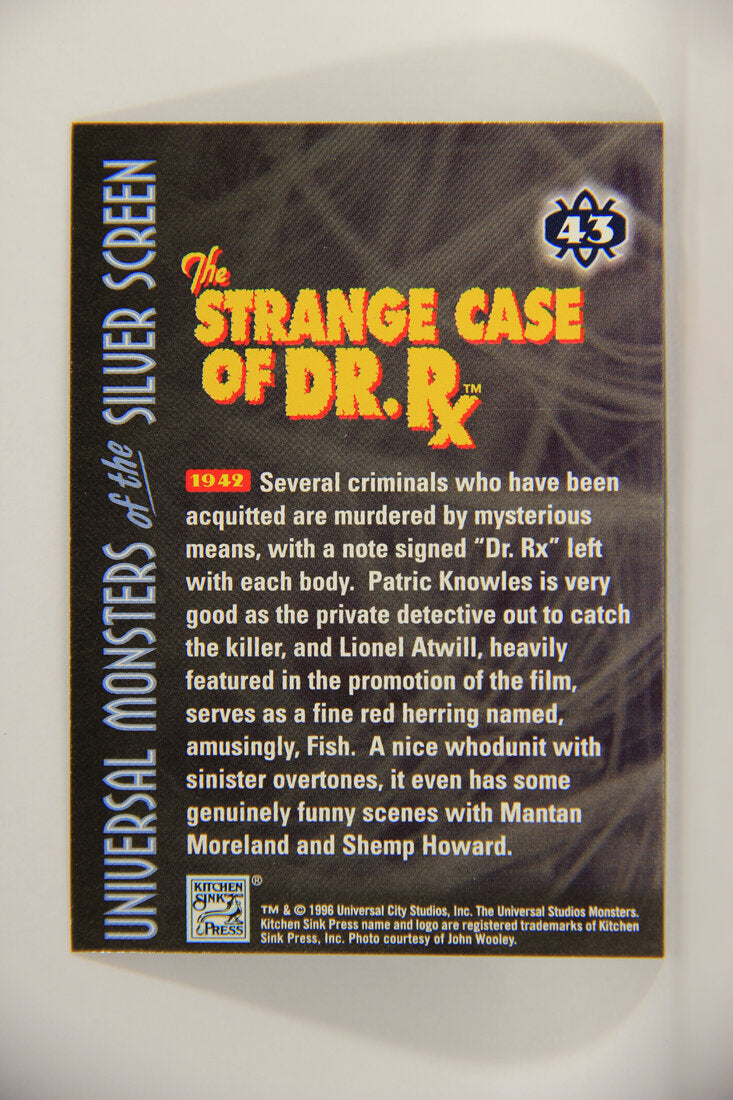 UNIVERSAL MONSTERS of the SILVER SCREEN
43
The
STRANGE CASE
OF DR. Rx™
1942 Several criminals who have been
acquitted are murdered by mysterious
means, with a note signed "Dr. Rx" left
with each body. Patric Knowles is very
good as the private detective out to catch
the killer, and Lionel Atwill, heavily
featured in the promotion of the film,
serves as a fine red herring named,
amusingly, Fish. A nice whodunit with
sinister overtones, it even has some
genuinely funny scenes with Mantan
Moreland and Shemp Howard.
KITCHEN
SINK
PRESS
®
TM & © 1996 Universal City Studios, Inc. The Universal Studios Monsters.
Kitchen Sink Press name and logo are registered trademarks of Kitchen
Sink Press, Inc. Photo courtesy of John Wooley.